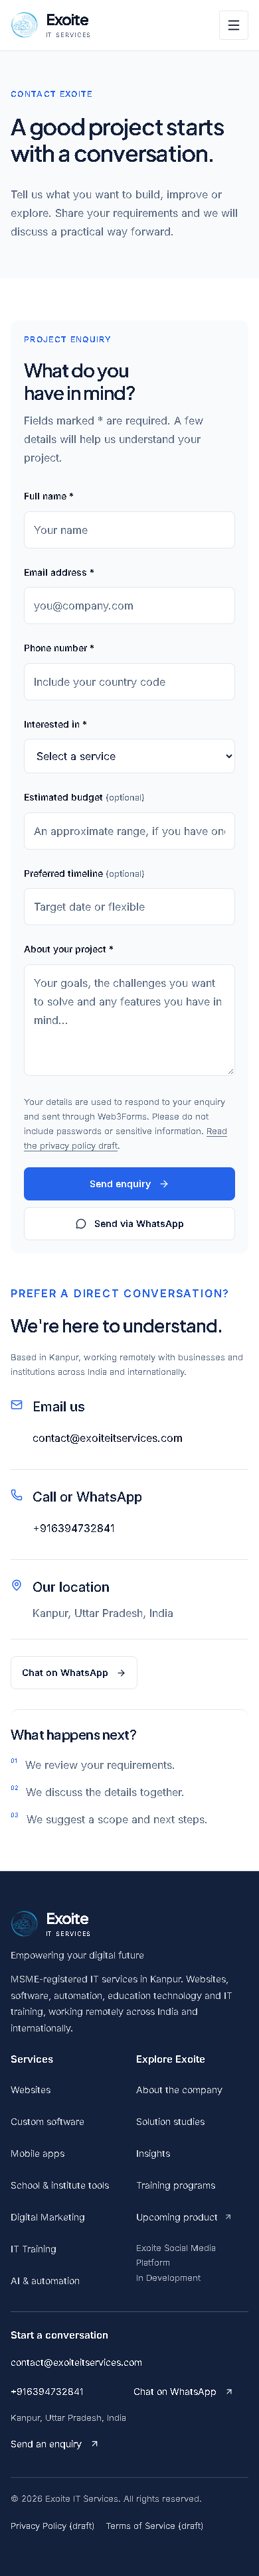 Exoite
IT SERVICES
CONTACT EXOITE
A good project starts
with a conversation.
Tell us what you want to build, improve or
explore. Share your requirements and we will
discuss a practical way forward.
PROJECT ENQUIRY
What do you
have in mind?
Fields marked * are required. A few
details will help us understand your
project.
Full name *
Your name
Email address *
you@company.com
Phone number *
Include your country code
Interested in *
Select a service
Estimated budget (optional)
An approximate range, if you have one
Preferred timeline (optional)
Target date or flexible
About your project *
Your goals, the challenges you want
to solve and any features you have in
mind...
Your details are used to respond to your enquiry
and sent through Web3Forms. Please do not
include passwords or sensitive information. Read
the privacy policy draft.
Send enquiry →
Send via WhatsApp
PREFER A DIRECT CONVERSATION?
We're here to understand.
Based in Kanpur, working remotely with businesses and
institutions across India and internationally.
Email us
contact@exoiteitservices.com
Call or WhatsApp
+916394732841
Our location
Kanpur, Uttar Pradesh, India
Chat on WhatsApp →
What happens next?
01 We review your requirements.
02 We discuss the details together.
03 We suggest a scope and next steps.
Exoite
IT SERVICES
Empowering your digital future
MSME-registered IT services in Kanpur. Websites,
software, automation, education technology and IT
training, working remotely across India and
internationally.
Services
Websites
Custom software
Mobile apps
School & institute tools
Digital Marketing
IT Training
AI & automation
Explore Exoite
About the company
Solution studies
Insights
Training programs
Upcoming product ↗
Exoite Social Media
Platform
In Development
Start a conversation
contact@exoiteitservices.com
+916394732841 Chat on WhatsApp ↗
Kanpur, Uttar Pradesh, India
Send an enquiry ↗
© 2026 Exoite IT Services. All rights reserved.
Privacy Policy (draft) Terms of Service (draft)